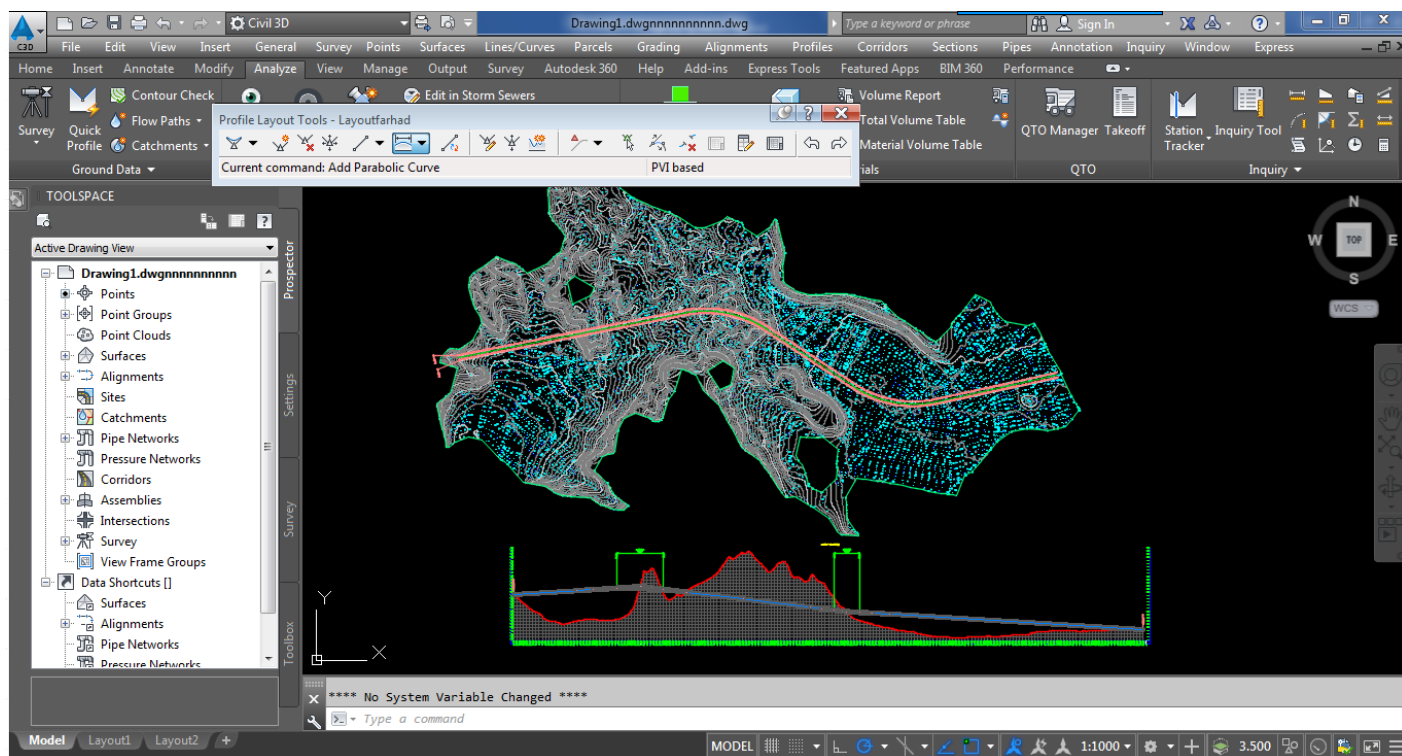 Civil 3D Drawing1.dwgnnnnnnnnnn.dwg Type a keyword or phrase Sign In
C3D File Edit View Insert General Survey Points Surfaces Lines/Curves Parcels Grading Alignments Profiles Corridors Sections Pipes Annotation Inquiry Window Express
Home Insert Annotate Modify Analyze View Manage Output Survey Autodesk 360 Help Add-ins Express Tools Featured Apps BIM 360 Performance
Contour Check Edit in Storm Sewers Volume Report
Profile Layout Tools - Layoutfarhad
Flow Paths Total Volume Table
Survey Quick Profile QTO Manager Takeoff Station Tracker Inquiry Tool
Catchments Material Volume Table
Current command: Add Parabolic Curve PVI based
Ground Data rials QTO Inquiry
TOOLSPACE
Active Drawing View
Drawing1.dwgnnnnnnnnnn
Points
Point Groups
Point Clouds
Surfaces
Alignments
Sites
Catchments
Pipe Networks
Pressure Networks
Corridors
Assemblies
Intersections
Survey
View Frame Groups
Data Shortcuts []
Surfaces
Alignments
Pipe Networks
Pressure Networks
Prospector
Settings
Survey
Toolbox
N
W TOP E
S
WCS
Y
X
**** No System Variable Changed ****
Type a command
Model Layout1 Layout2 +
MODEL 1:1000 3.500